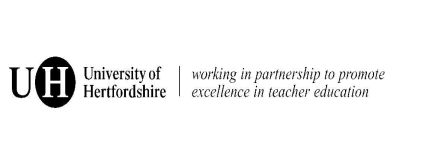 UH
University of
Hertfordshire
working in partnership to promote
excellence in teacher education